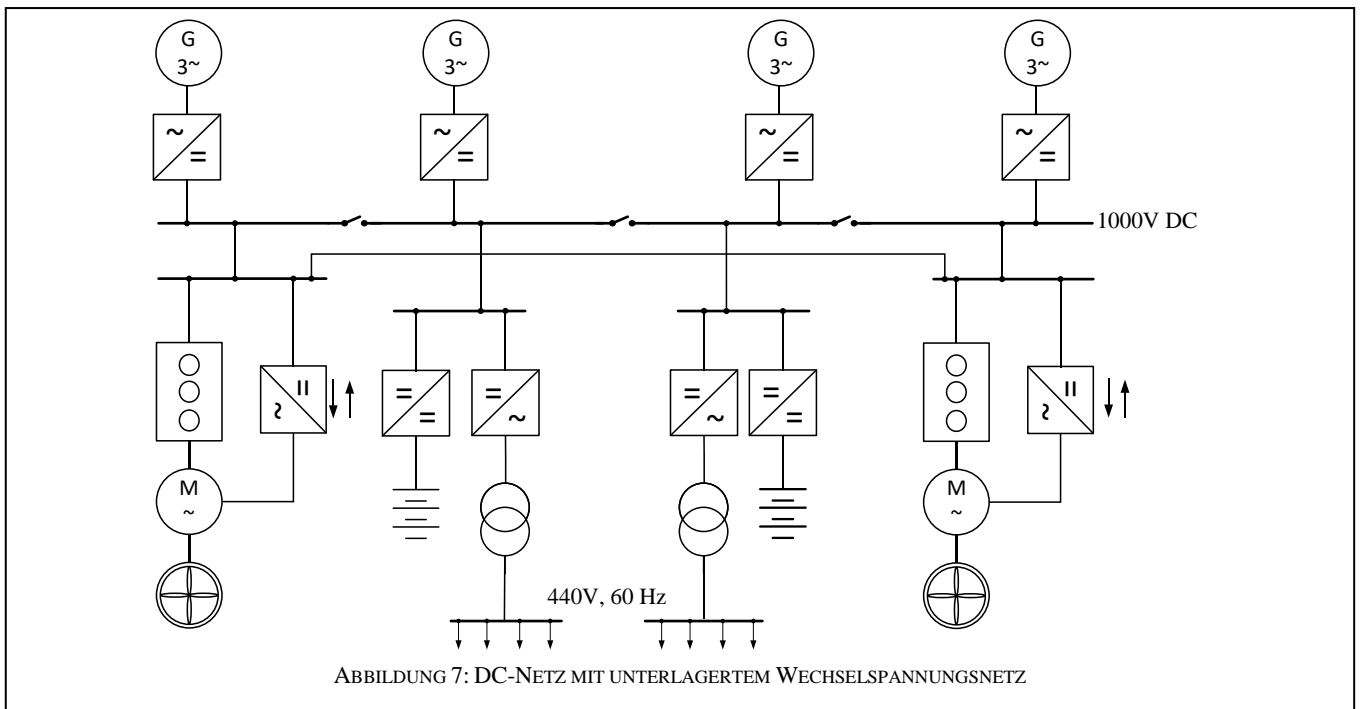 G
3~
G
3~
G
3~
G
3~
~
=
~
=
~
=
~
=
1000V DC
=
~
=
=
=
~
=
~
=
=
=
~
M
~
M
~
440V, 60 Hz
ABBILDUNG 7: DC-NETZ MIT UNTERLAGERTEM WECHSELSPANNUNGSNETZ